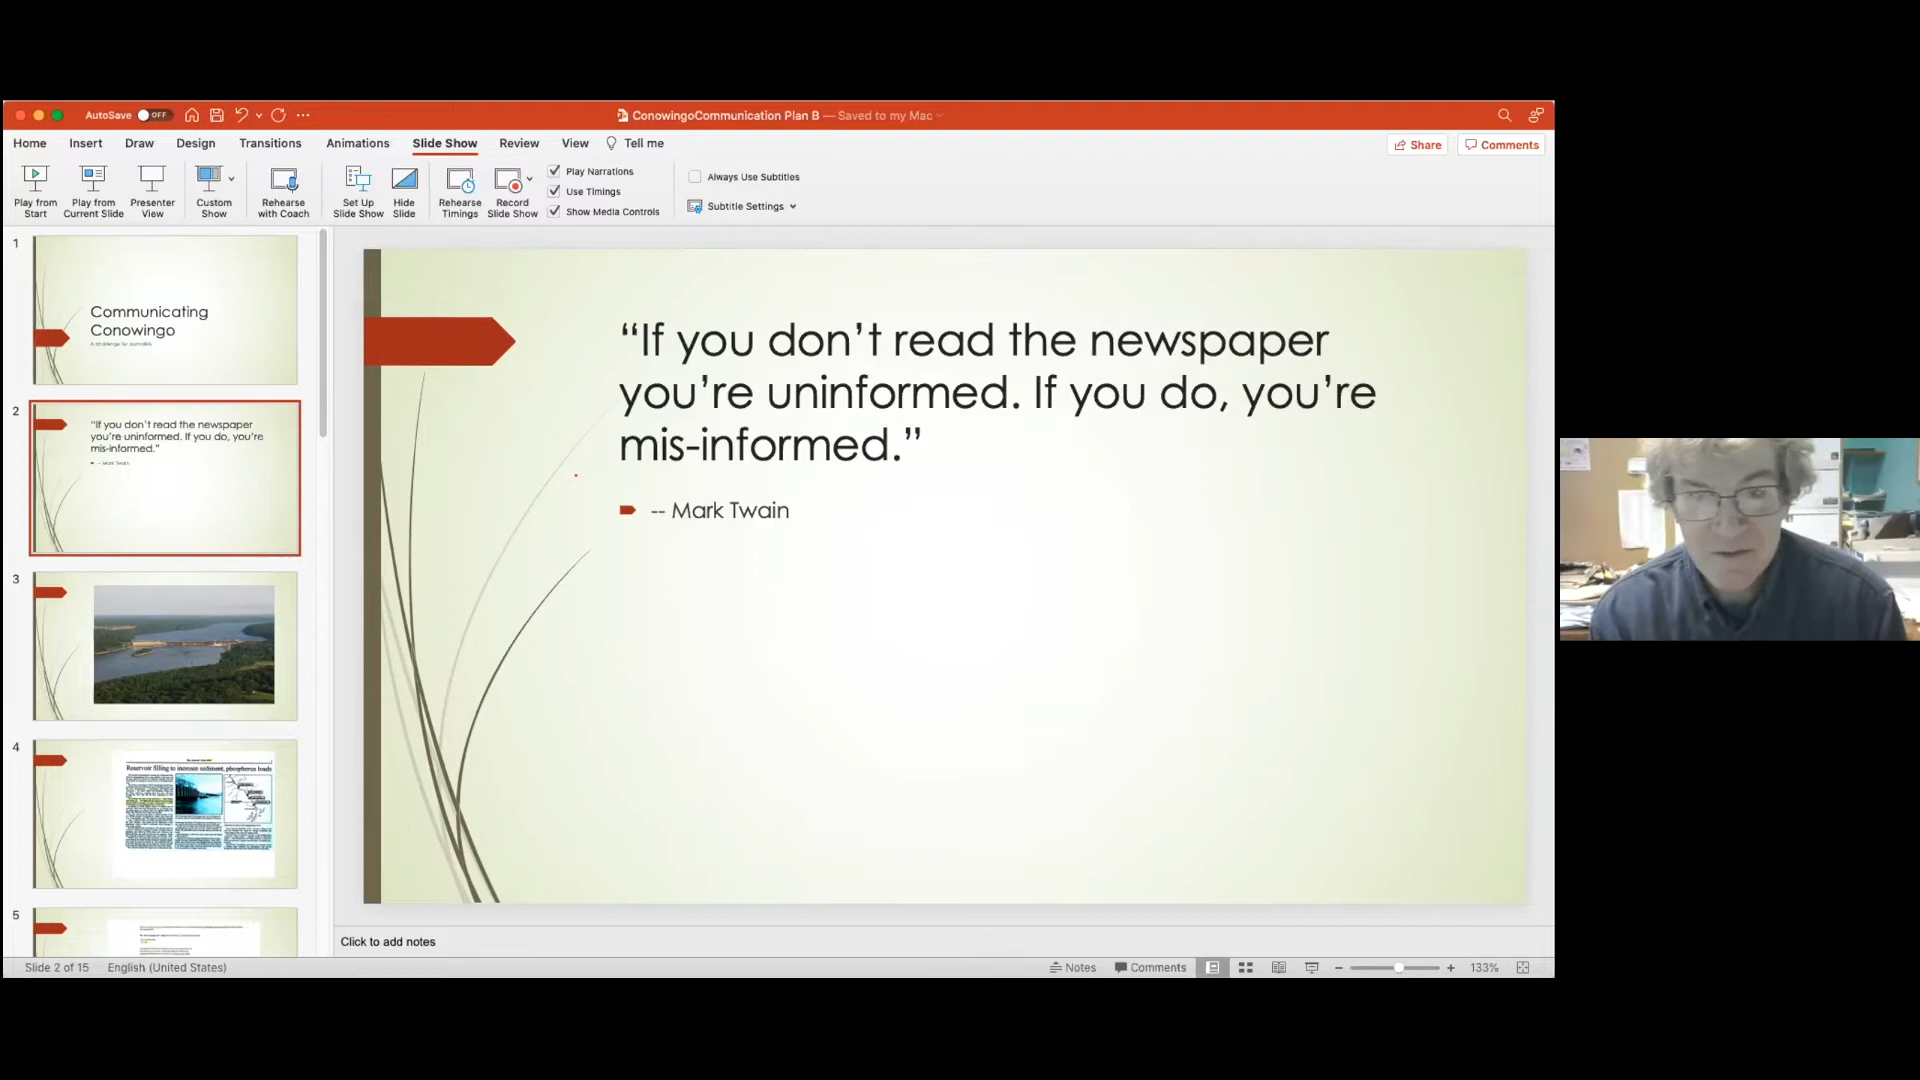 AutoSave OFF
ConowingoCommunication Plan B — Saved to my Mac
Home Insert Draw Design Transitions Animations Slide Show Review View Tell me
Share Comments
Play from Start
Play from Current Slide
Presenter View
Custom Show
Rehearse with Coach
Set Up Slide Show
Hide Slide
Rehearse Timings
Record Slide Show
Play Narrations
Use Timings
Show Media Controls
Always Use Subtitles
Subtitle Settings
1
Communicating
Conowingo
A challenge for journalists
2
“If you don’t read the newspaper
you’re uninformed. If you do, you’re
mis-informed.”
-- Mark Twain
3
4
Reservoir filling to increase sediment, phosphorus loads
5
“If you don’t read the newspaper
you’re uninformed. If you do, you’re
mis-informed.”
-- Mark Twain
Click to add notes
Slide 2 of 15 English (United States)
Notes Comments 133%